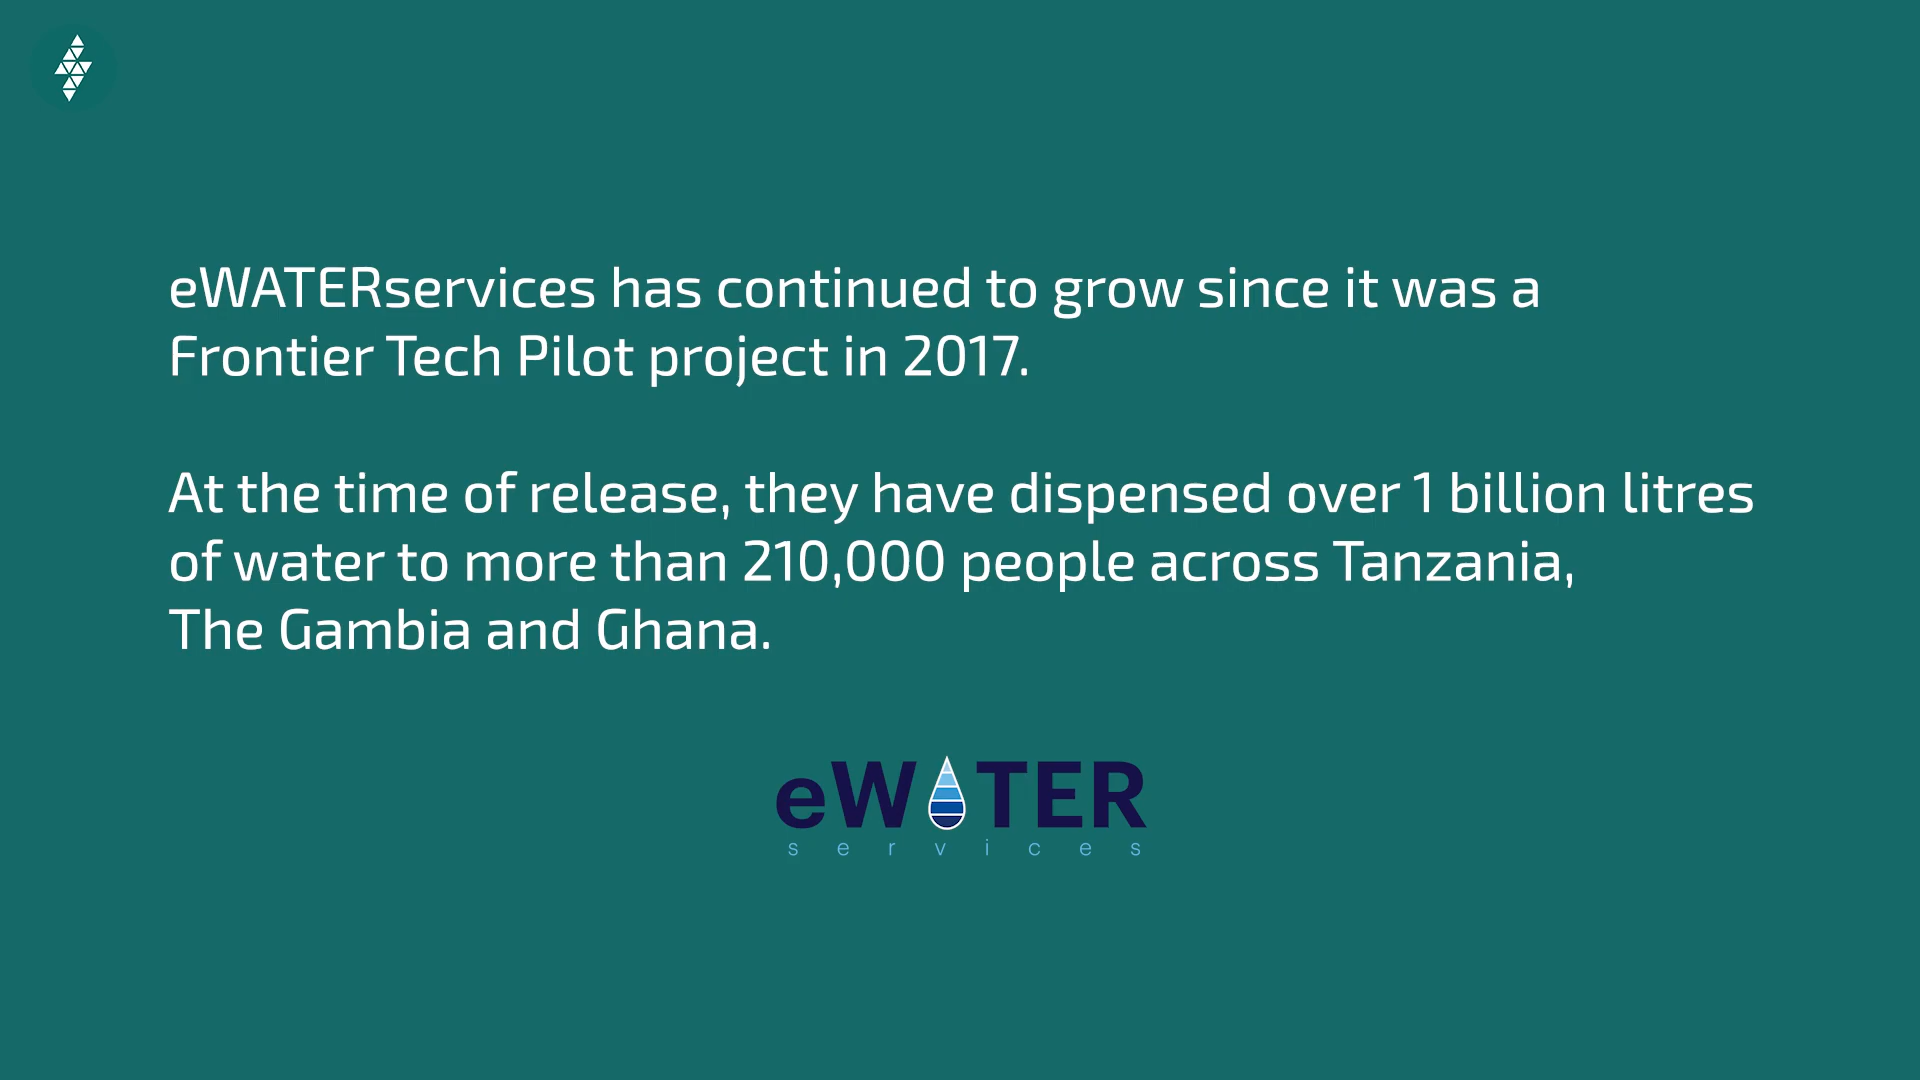 eWATERservices has continued to grow since it was a
Frontier Tech Pilot project in 2017.
At the time of release, they have dispensed over 1 billion litres
of water to more than 210,000 people across Tanzania,
The Gambia and Ghana.
eWATER
services